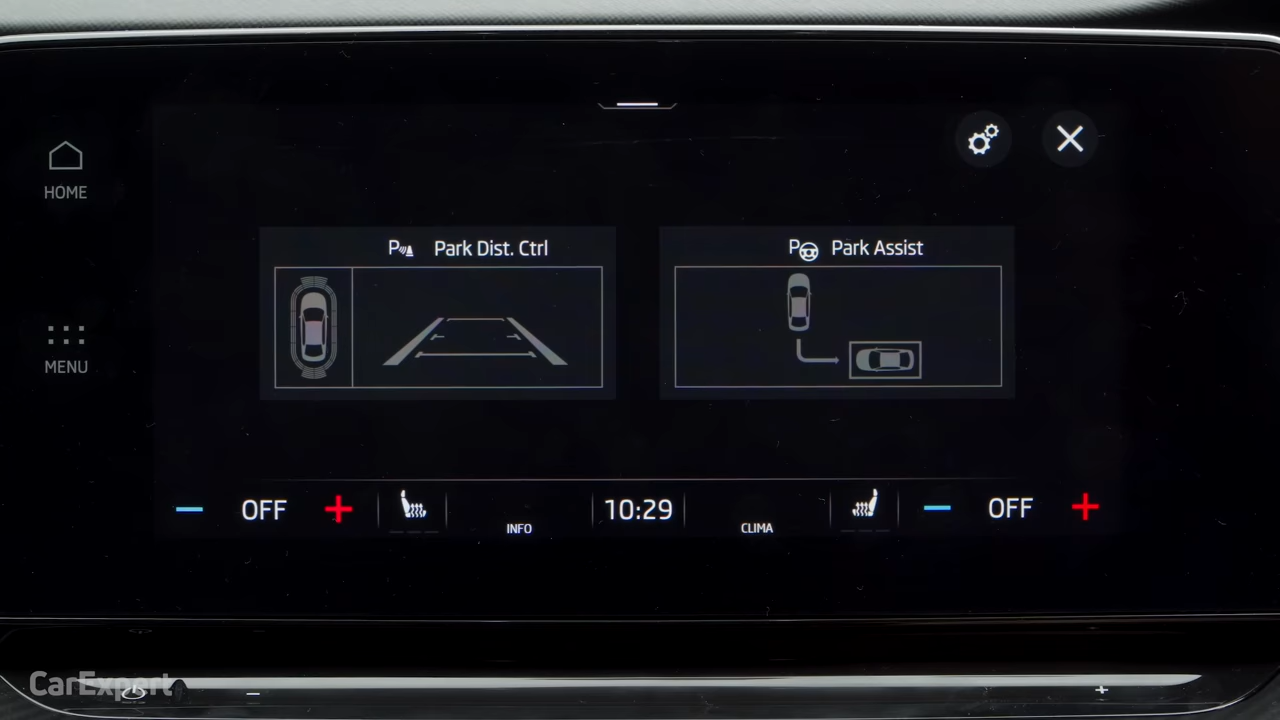 HOME
P Park Dist. Ctrl
P Park Assist
MENU
OFF
INFO
10:29
CLIMA
OFF
CarExpert